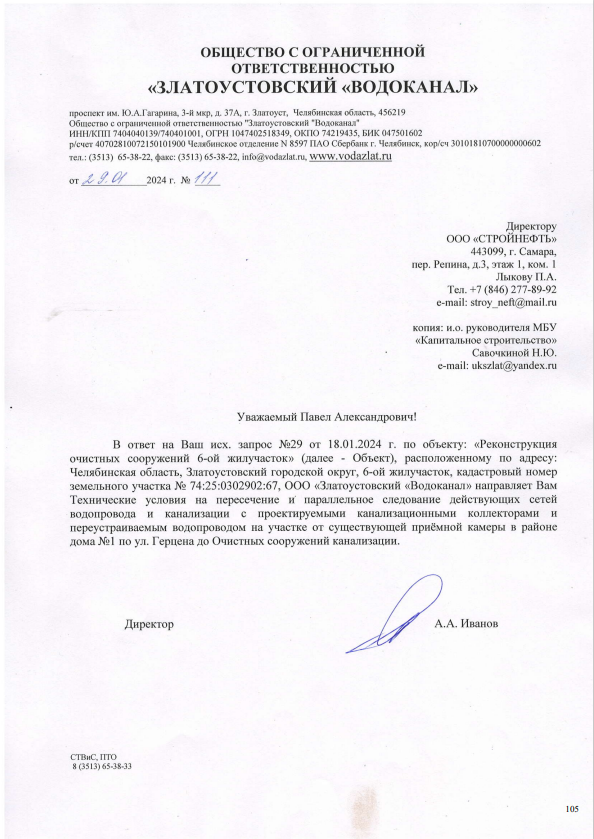 ОБЩЕСТВО С ОГРАНИЧЕННОЙ
ОТВЕТСТВЕННОСТЬЮ
«ЗЛАТОУСТОВСКИЙ «ВОДОКАНАЛ»
проспект им. Ю.А.Гагарина, 3-й мкр, д. 37А, г. Златоуст, Челябинская область, 456219
Общество с ограниченной ответственностью "Златоустовский "Водоканал"
ИНН/КПП 7404040139/740401001, ОГРН 1047402518349, ОКПО 74219435, БИК 047501602
р/счет 40702810072150101900 Челябинское отделение N 8597 ПАО Сбербанк г. Челябинск, кор/сч 30101810700000000602
тел.: (3513) 65-38-22, факс: (3513) 65-38-22, info@vodazlat.ru, www.vodazlat.ru
от 29.01 2024 г. № 111
Директору
ООО «СТРОЙНЕФТЬ»
443099, г. Самара,
пер. Репина, д.3, этаж 1, ком. 1
Лыкову П.А.
Тел. +7 (846) 277-89-92
e-mail: stroy_neft@mail.ru
копия: и.о. руководителя МБУ
«Капитальное строительство»
Савочкиной Н.Ю.
e-mail: ukszlat@yandex.ru
Уважаемый Павел Александрович!
В ответ на Ваш исх. запрос №29 от 18.01.2024 г. по объекту: «Реконструкция
очистных сооружений 6-ой жилучасток» (далее - Объект), расположенному по адресу:
Челябинская область, Златоустовский городской округ, 6-ой жилучасток, кадастровый номер
земельного участка № 74:25:0302902:67, ООО «Златоустовский «Водоканал» направляет Вам
Технические условия на пересечение и параллельное следование действующих сетей
водопровода и канализации с проектируемыми канализационными коллекторами и
переустраиваемым водопроводом на участке от существующей приёмной камеры в районе
дома №1 по ул. Герцена до Очистных сооружений канализации.
Директор А.А. Иванов
СТВиС, ПТО
8 (3513) 65-38-33
105